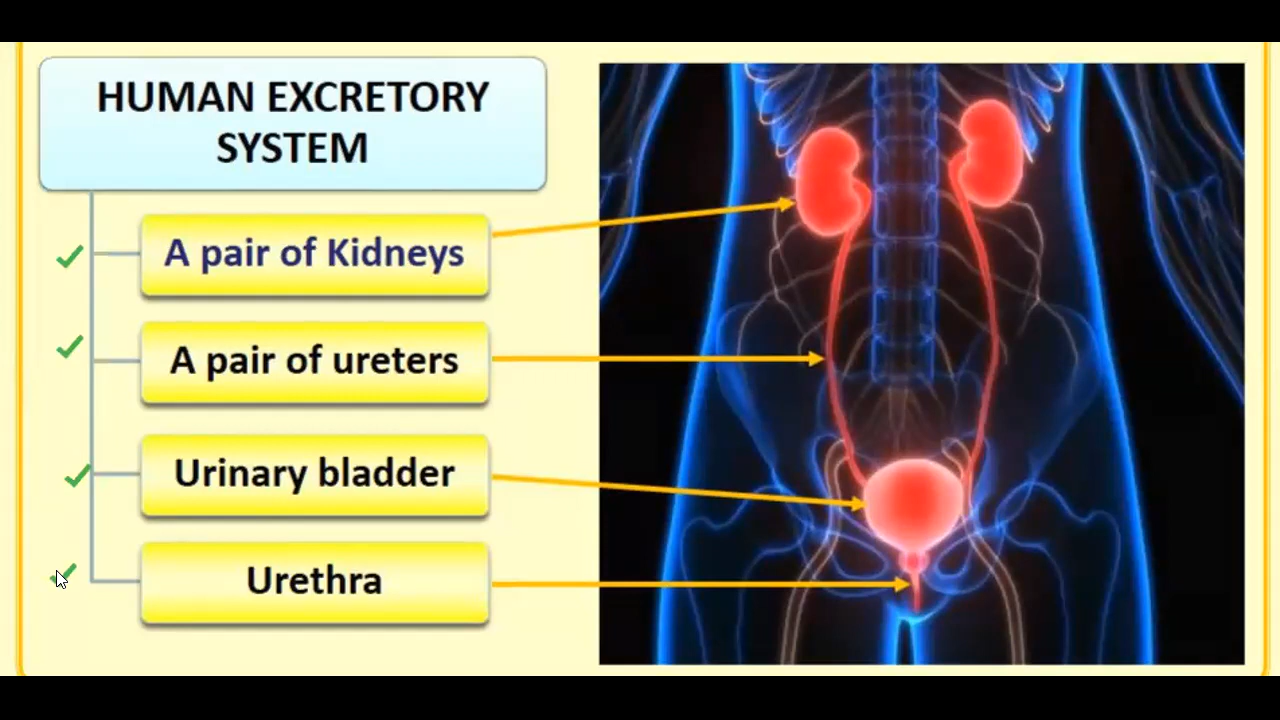 HUMAN EXCRETORY
SYSTEM
A pair of Kidneys
A pair of ureters
Urinary bladder
Urethra